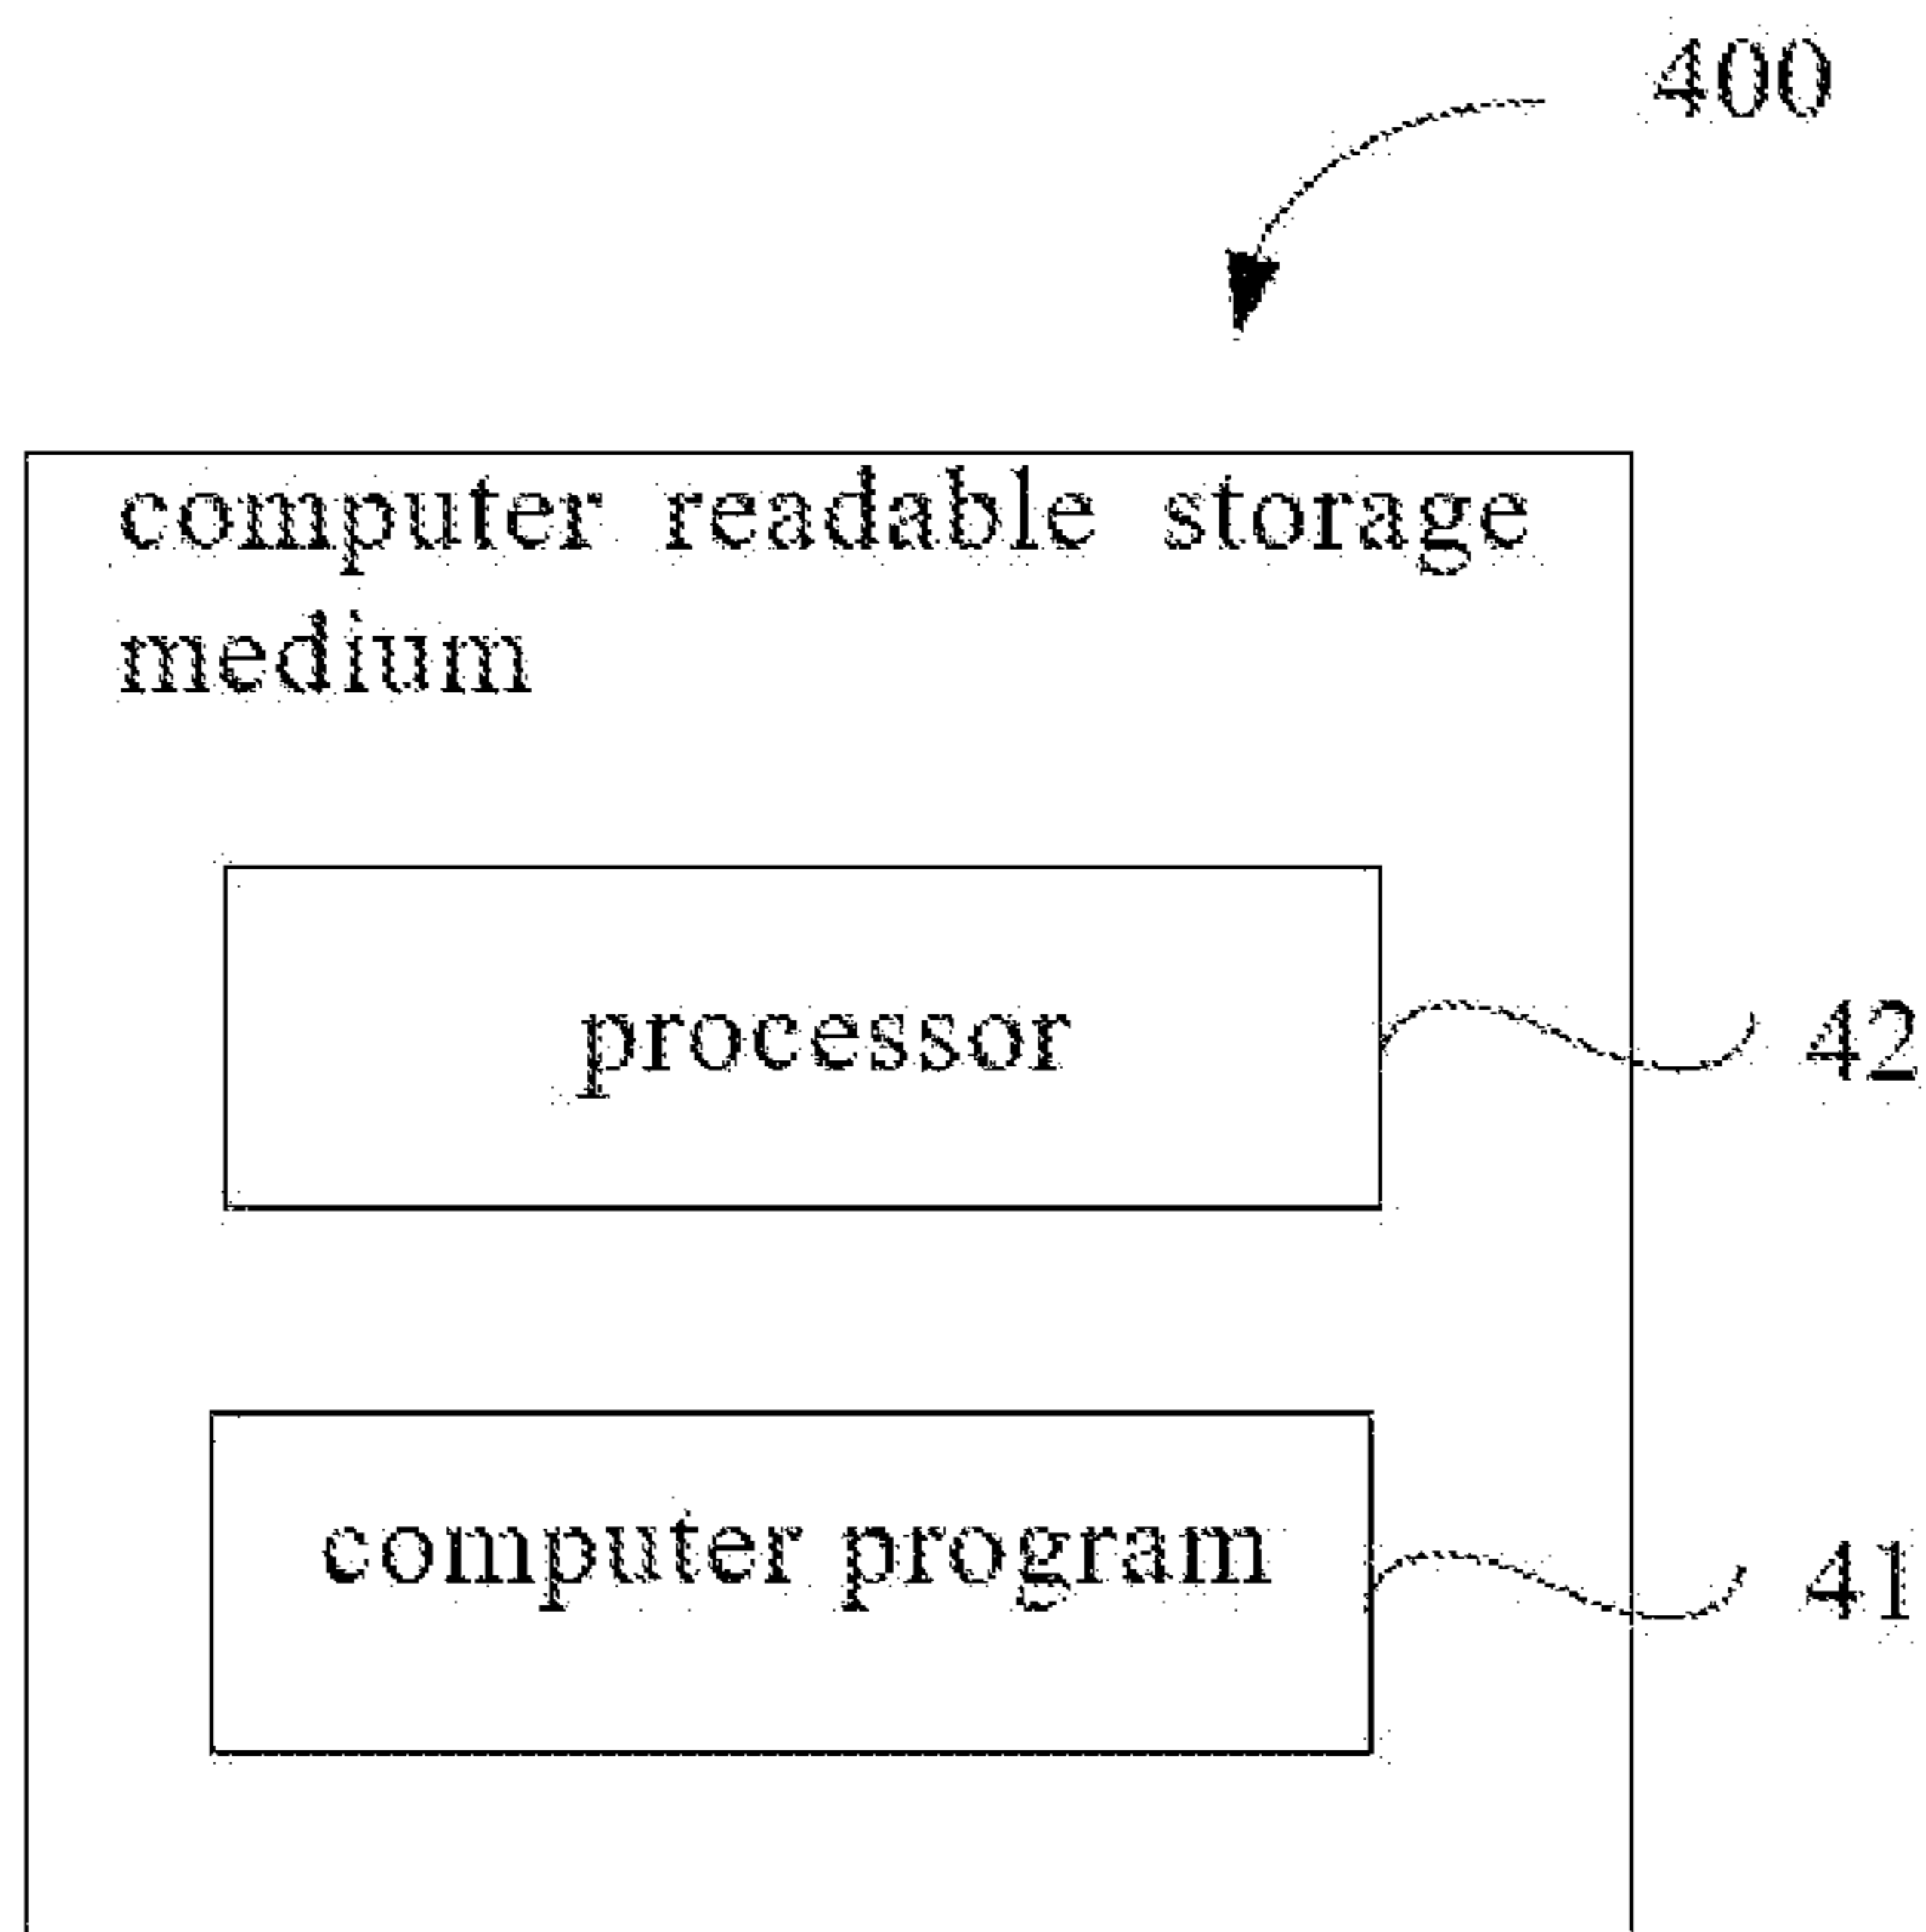 400
computer readable storage
medium
processor
42
computer program
41